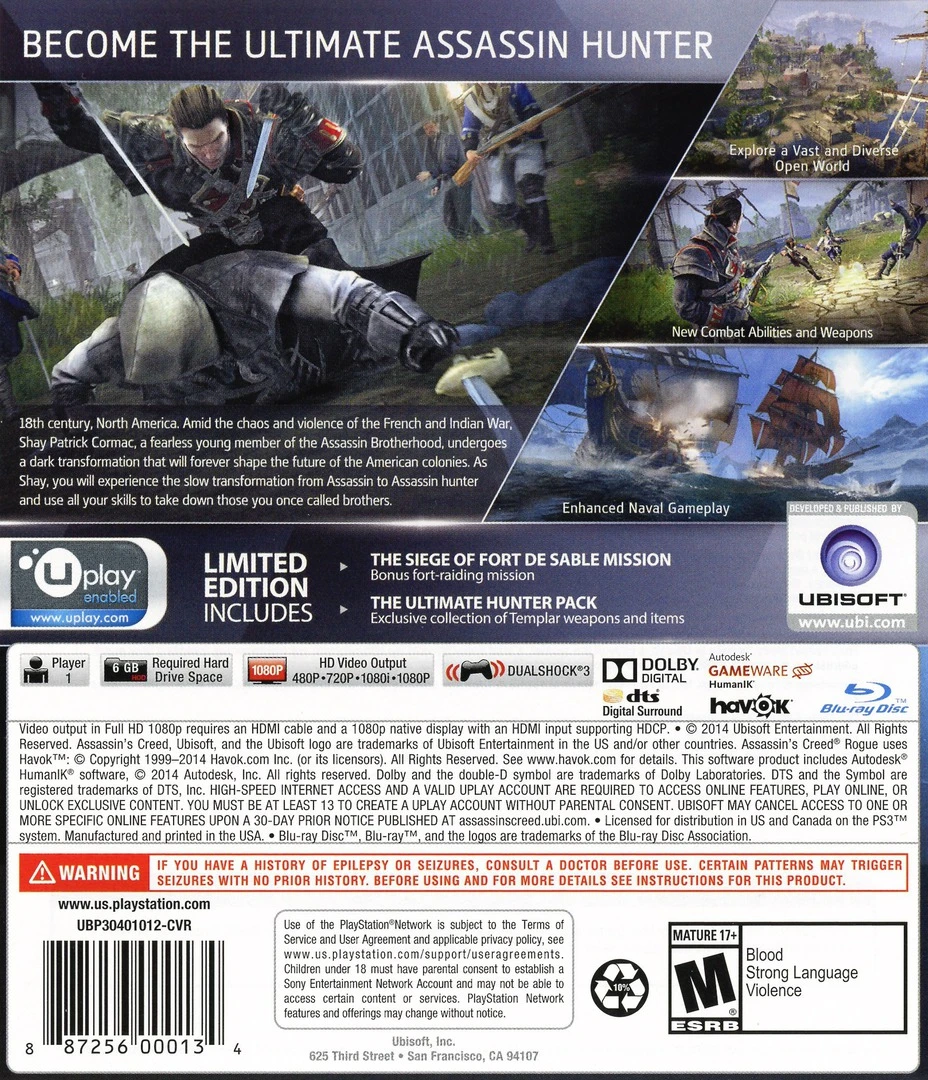 BECOME THE ULTIMATE ASSASSIN HUNTER
Explore a Vast and Diverse
Open World
New Combat Abilities and Weapons
18th century, North America. Amid the chaos and violence of the French and Indian War,
Shay Patrick Cormac, a fearless young member of the Assassin Brotherhood, undergoes
a dark transformation that will forever shape the future of the American colonies. As
Shay, you will experience the slow transformation from Assassin to Assassin hunter
and use all your skills to take down those you once called brothers.
Enhanced Naval Gameplay
DEVELOPED & PUBLISHED BY
UBISOFT®
www.ubi.com
uplay™
enabled
www.uplay.com
LIMITED
EDITION
INCLUDES
THE SIEGE OF FORT DE SABLE MISSION
Bonus fort-raiding mission
THE ULTIMATE HUNTER PACK
Exclusive collection of Templar weapons and items
Player
1
6 GB
HDD
Required Hard
Drive Space
1080P
HD Video Output
480P•720P•1080i•1080P
DUALSHOCK®3
DOLBY
DIGITAL
dts
Digital Surround
Autodesk®
GAMEWARE
HumanIK®
havok™
Blu-ray Disc™
Video output in Full HD 1080p requires an HDMI cable and a 1080p native display with an HDMI input supporting HDCP. • © 2014 Ubisoft Entertainment. All Rights
Reserved. Assassin's Creed, Ubisoft, and the Ubisoft logo are trademarks of Ubisoft Entertainment in the US and/or other countries. Assassin's Creed® Rogue uses
Havok™: © Copyright 1999–2014 Havok.com Inc. (or its licensors). All Rights Reserved. See www.havok.com for details. This software product includes Autodesk®
HumanIK® software, © 2014 Autodesk, Inc. All rights reserved. Dolby and the double-D symbol are trademarks of Dolby Laboratories. DTS and the Symbol are
registered trademarks of DTS, Inc. HIGH-SPEED INTERNET ACCESS AND A VALID UPLAY ACCOUNT ARE REQUIRED TO ACCESS ONLINE FEATURES, PLAY ONLINE, OR
UNLOCK EXCLUSIVE CONTENT. YOU MUST BE AT LEAST 13 TO CREATE A UPLAY ACCOUNT WITHOUT PARENTAL CONSENT. UBISOFT MAY CANCEL ACCESS TO ONE OR
MORE SPECIFIC ONLINE FEATURES UPON A 30-DAY PRIOR NOTICE PUBLISHED AT assassinscreed.ubi.com. • Licensed for distribution in US and Canada on the PS3™
system. Manufactured and printed in the USA. • Blu-ray Disc™, Blu-ray™, and the logos are trademarks of the Blu-ray Disc Association.
WARNING
IF YOU HAVE A HISTORY OF EPILEPSY OR SEIZURES, CONSULT A DOCTOR BEFORE USE. CERTAIN PATTERNS MAY TRIGGER
SEIZURES WITH NO PRIOR HISTORY. BEFORE USING AND FOR MORE DETAILS SEE INSTRUCTIONS FOR THIS PRODUCT.
www.us.playstation.com
UBP30401012-CVR
8 87256 00013 4
Use of the PlayStation®Network is subject to the Terms of
Service and User Agreement and applicable privacy policy, see
www.us.playstation.com/support/useragreements.
Children under 18 must have parental consent to establish a
Sony Entertainment Network Account and may not be able to
access certain content or services. PlayStation Network
features and offerings may change without notice.
Ubisoft, Inc.
625 Third Street • San Francisco, CA 94107
10%
MATURE 17+
M®
ESRB
Blood
Strong Language
Violence